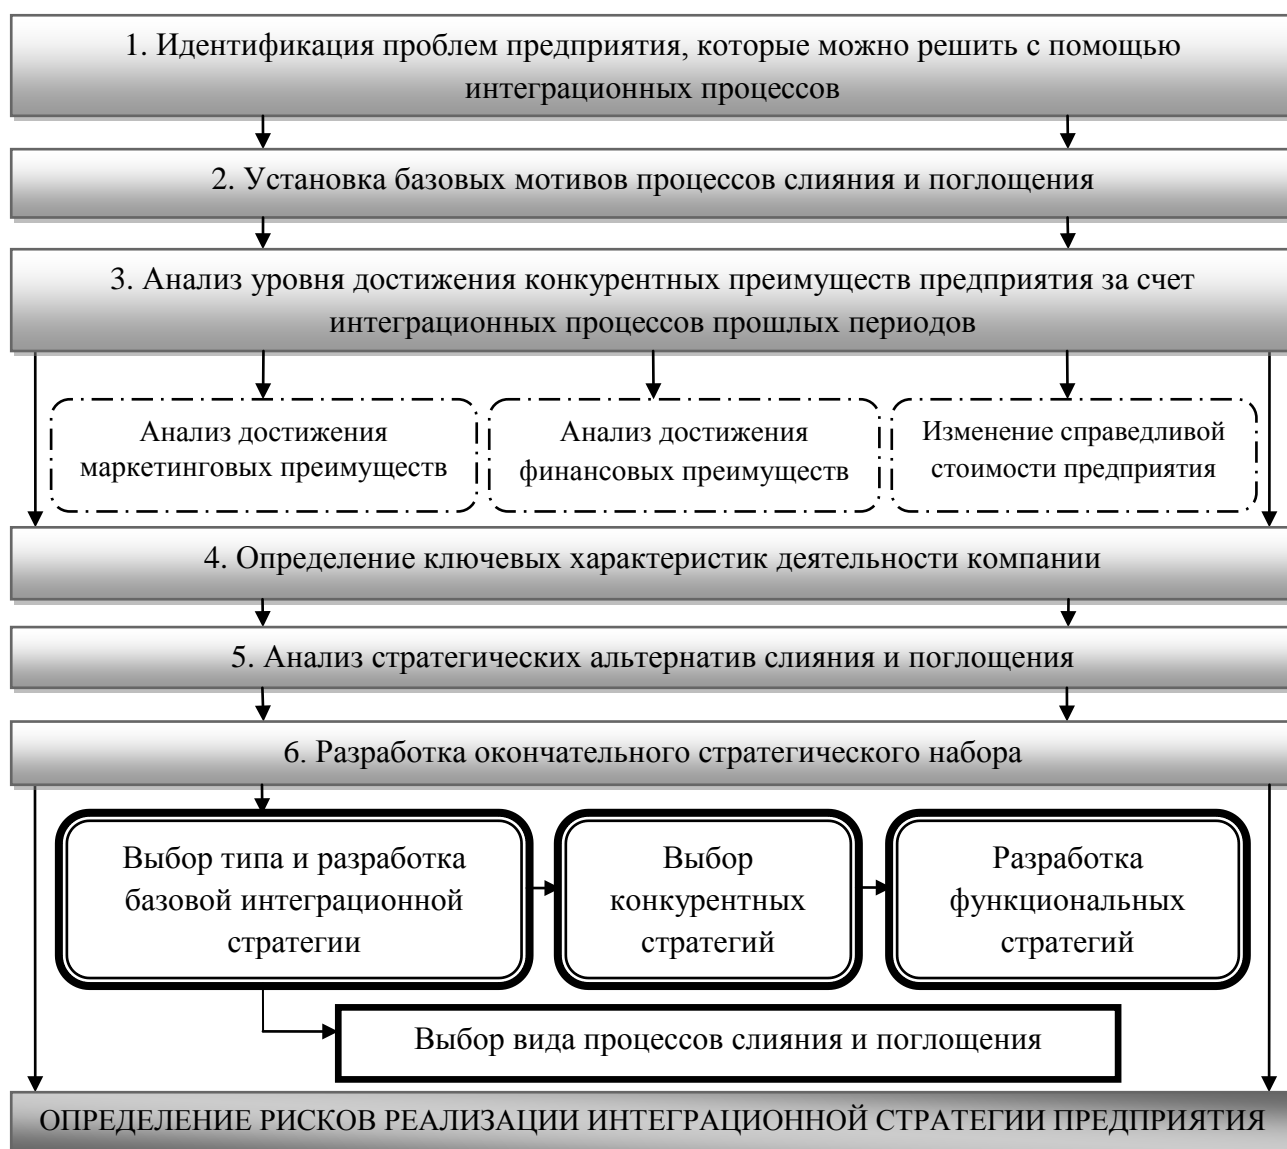 1. Идентификация проблем предприятия, которые можно решить с помощью
интеграционных процессов
2. Установка базовых мотивов процессов слияния и поглощения
3. Анализ уровня достижения конкурентных преимуществ предприятия за счет
интеграционных процессов прошлых периодов
Анализ достижения
маркетинговых преимуществ
Анализ достижения
финансовых преимуществ
Изменение справедливой
стоимости предприятия
4. Определение ключевых характеристик деятельности компании
5. Анализ стратегических альтернатив слияния и поглощения
6. Разработка окончательного стратегического набора
Выбор типа и разработка
базовой интеграционной
стратегии
Выбор
конкурентных
стратегий
Разработка
функциональных
стратегий
Выбор вида процессов слияния и поглощения
ОПРЕДЕЛЕНИЕ РИСКОВ РЕАЛИЗАЦИИ ИНТЕГРАЦИОННОЙ СТРАТЕГИИ ПРЕДПРИЯТИЯ